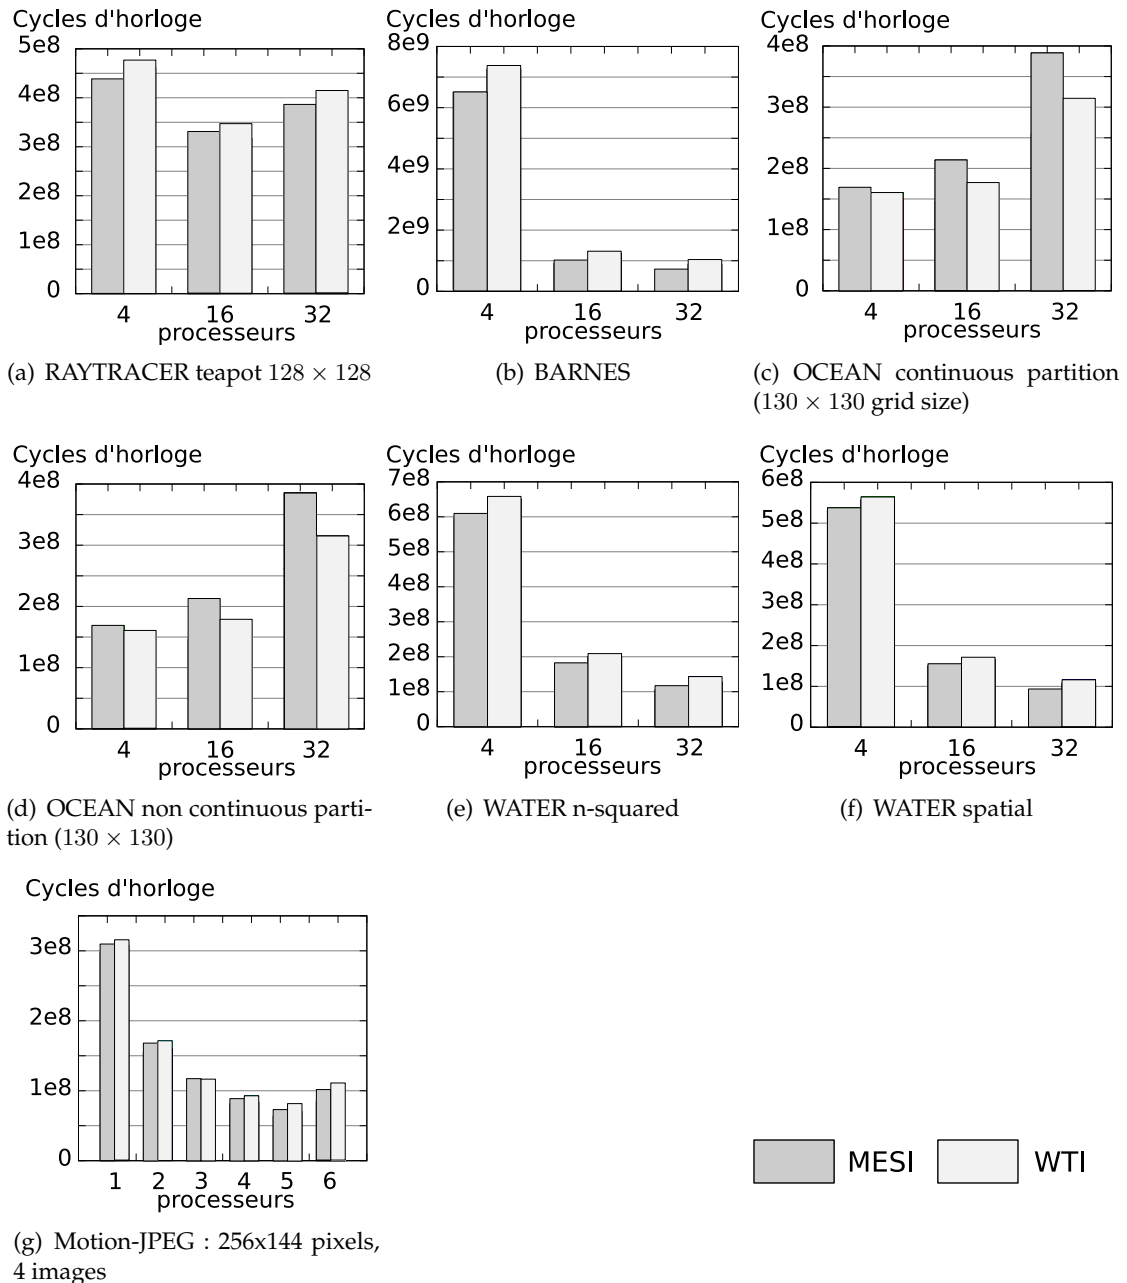 Cycles d'horloge
5e8
4e8
3e8
2e8
1e8
0
4 16 32
processeurs
(a) RAYTRACER teapot 128 × 128
Cycles d'horloge
8e9
6e9
4e9
2e9
0
4 16 32
processeurs
(b) BARNES
Cycles d'horloge
4e8
3e8
2e8
1e8
0
4 16 32
processeurs
(c) OCEAN continuous partition
(130 × 130 grid size)
Cycles d'horloge
4e8
3e8
2e8
1e8
0
4 16 32
processeurs
(d) OCEAN non continuous parti-
tion (130 × 130)
Cycles d'horloge
7e8
6e8
7e8
4e8
3e8
2e8
1e8
0
4 16 32
processeurs
(e) WATER n-squared
Cycles d'horloge
6e8
5e8
4e8
3e8
2e8
1e8
0
4 16 32
processeurs
(f) WATER spatial
Cycles d'horloge
3e8
2e8
1e8
0
1 2 3 4 5 6
processeurs
(g) Motion-JPEG : 256x144 pixels,
4 images
MESI WTI